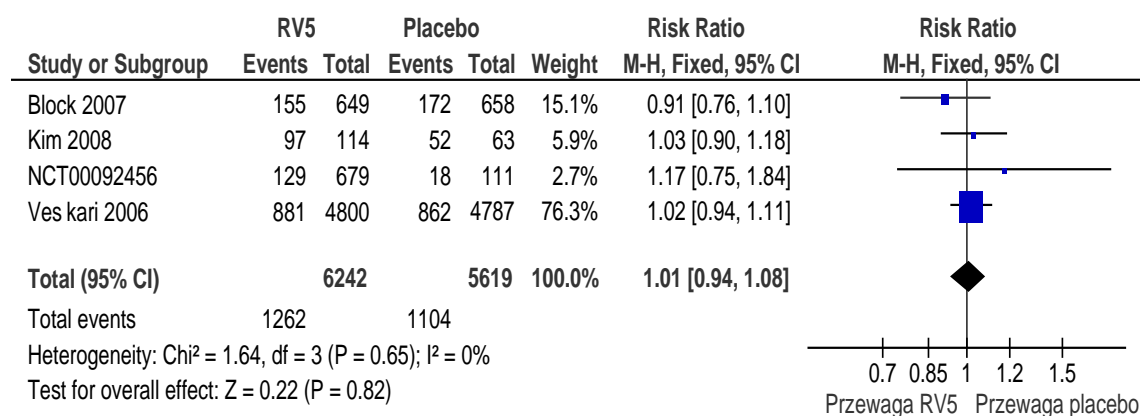 RV5 Placebo Risk Ratio Risk Ratio
Study or Subgroup Events Total Events Total Weight M-H, Fixed, 95% CI M-H, Fixed, 95% CI
Block 2007 155 649 172 658 15.1% 0.91 [0.76, 1.10]
Kim 2008 97 114 52 63 5.9% 1.03 [0.90, 1.18]
NCT00092456 129 679 18 111 2.7% 1.17 [0.75, 1.84]
Ves kari 2006 881 4800 862 4787 76.3% 1.02 [0.94, 1.11]
Total (95% CI) 6242 5619 100.0% 1.01 [0.94, 1.08]
Total events 1262 1104
Heterogeneity: Chi² = 1.64, df = 3 (P = 0.65); I² = 0%
Test for overall effect: Z = 0.22 (P = 0.82)
0.7 0.85 1 1.2 1.5
Przewaga RV5 Przewaga placebo